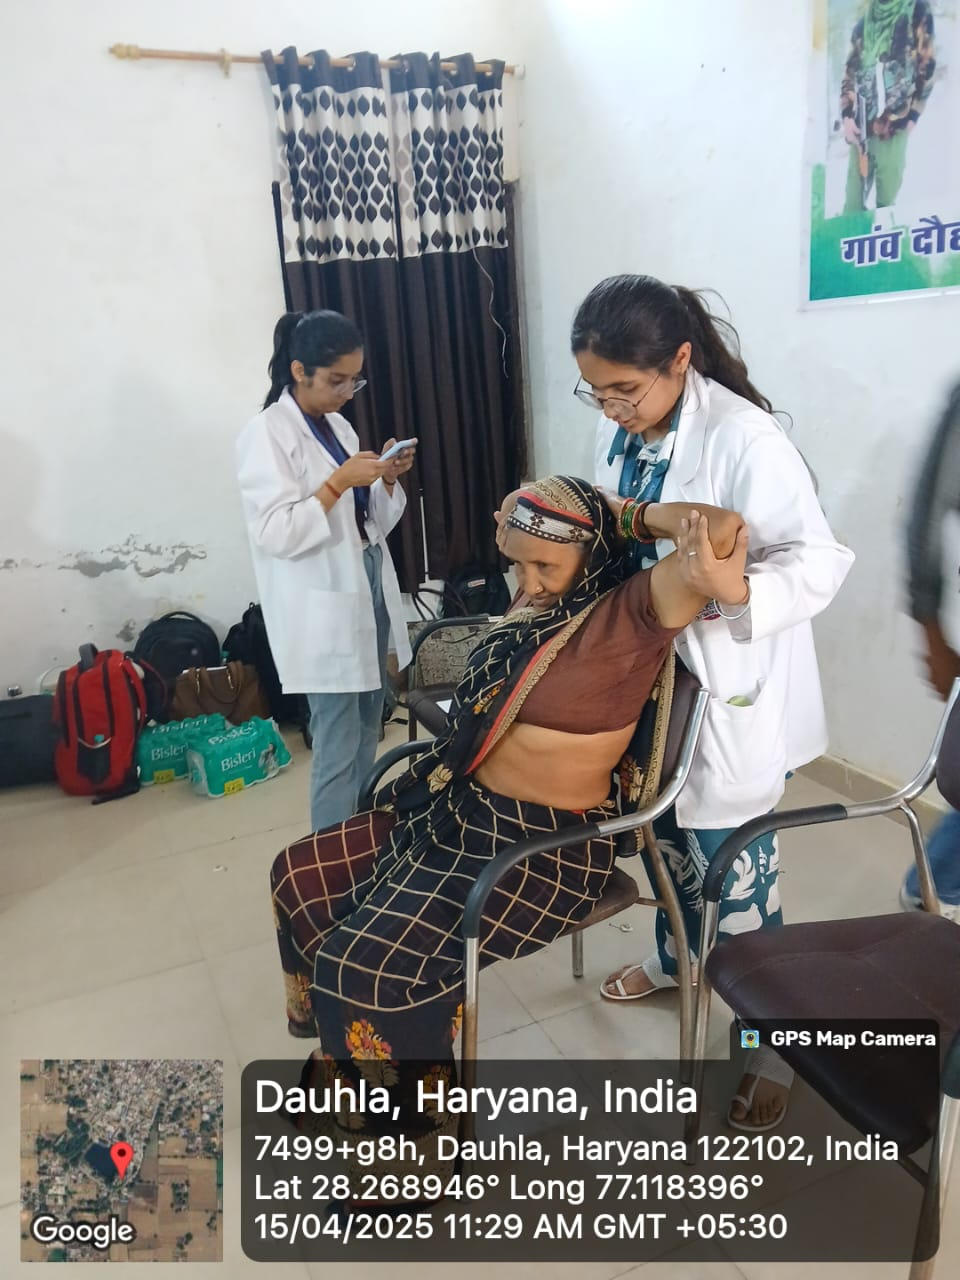 गांव
Bisleri
Bisleri
GPS Map Camera
Dauhla, Haryana, India
7499+g8h, Dauhla, Haryana 122102, India
Lat 28.268946° Long 77.118396°
15/04/2025 11:29 AM GMT +05:30
Google